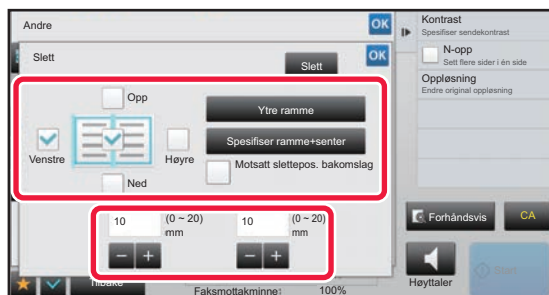 Andre
OK
Kontrast
Spesifiser sendekontrast
Slett
Slett
OK
N-opp
Sett flere sider i én side
Oppløsning
Endre original oppløsning
Opp
Ytre ramme
Venstre
Høyre
Spesifiser ramme+senter
Motsatt slettepos. bakomslag
Ned
10
(0 ~ 20)
mm
10
(0 ~ 20)
mm
Forhåndsvis
CA
Høyttaler
Start
Tilbake
Faksmottakminne:
100%